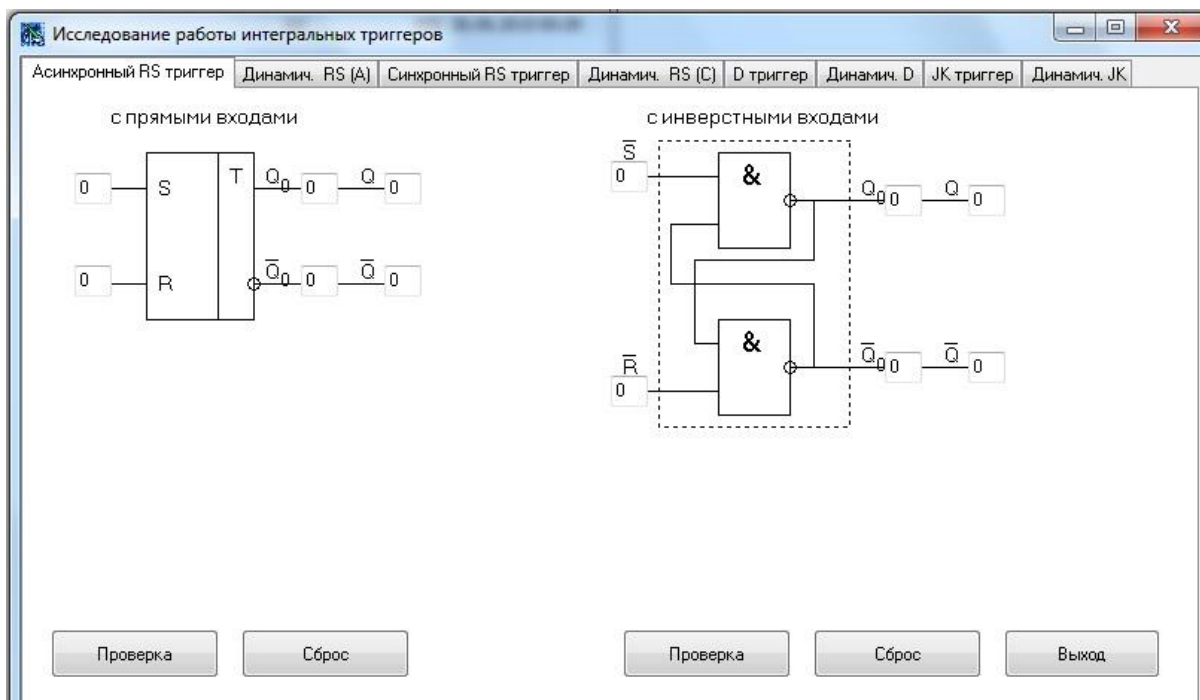 Исследование работы интегральных триггеров
Асинхронный RS триггер Динамич. RS (A) Синхронный RS триггер Динамич. RS (C) D триггер Динамич. D JK триггер Динамич. JK
с прямыми входами
0 S T Q0 0 Q 0
0 R Q̅0 0 Q̅ 0
с инверстными входами
S̅
0 & Q0 0 Q 0
R̅
0 & Q̅0 0 Q̅ 0
Проверка Сброс Проверка Сброс Выход